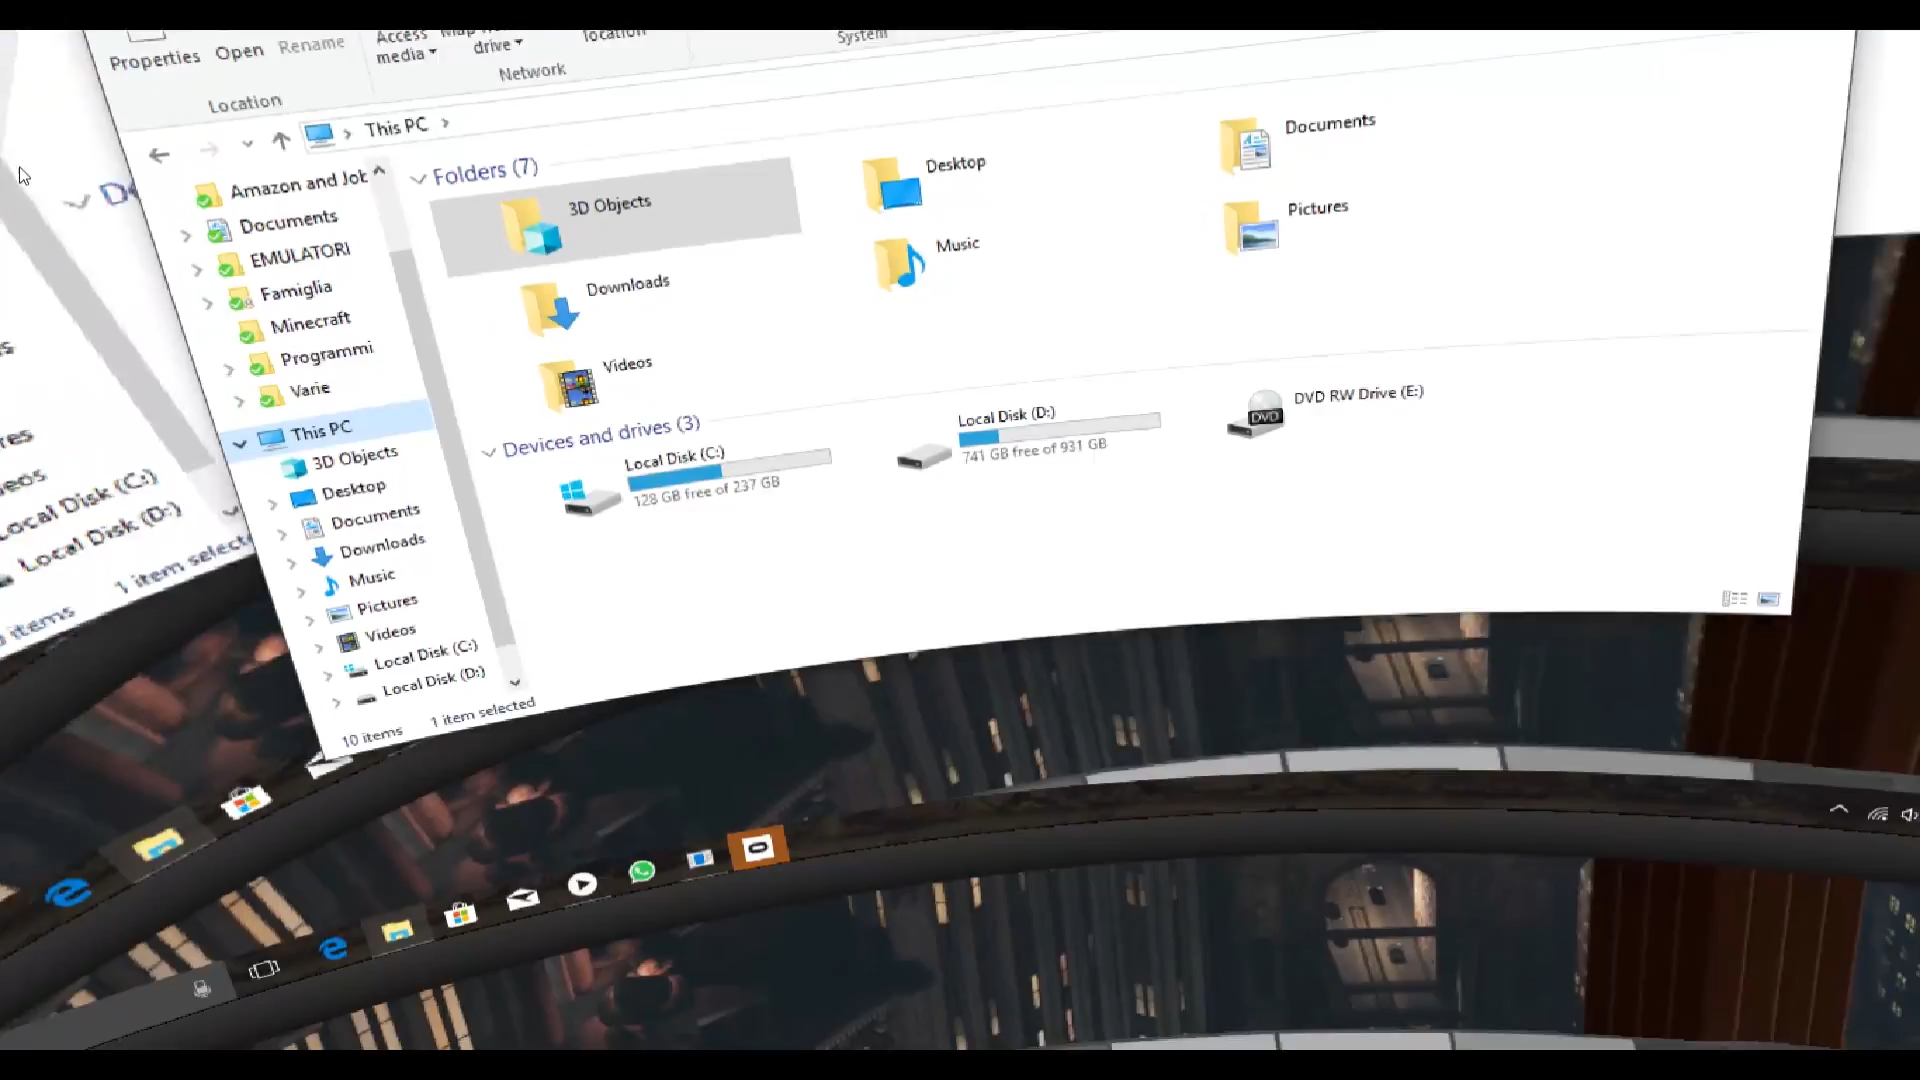 Properties Open Rename
Access
media
drive
location
System
Location
Network
This PC
Folders (7)
3D Objects
Desktop
Documents
Downloads
Music
Pictures
Videos
Devices and drives (3)
Local Disk (C:)
128 GB free of 237 GB
Local Disk (D:)
741 GB free of 931 GB
DVD RW Drive (E:)
DVD
Amazon and Job
Documents
EMULATORI
Famiglia
Minecraft
Programmi
Varie
This PC
3D Objects
Desktop
Documents
Downloads
Music
Pictures
Videos
Local Disk (C:)
Local Disk (D:)
10 items 1 item selected
Local Disk (C:)
Local Disk (D:)
items 1 item selected